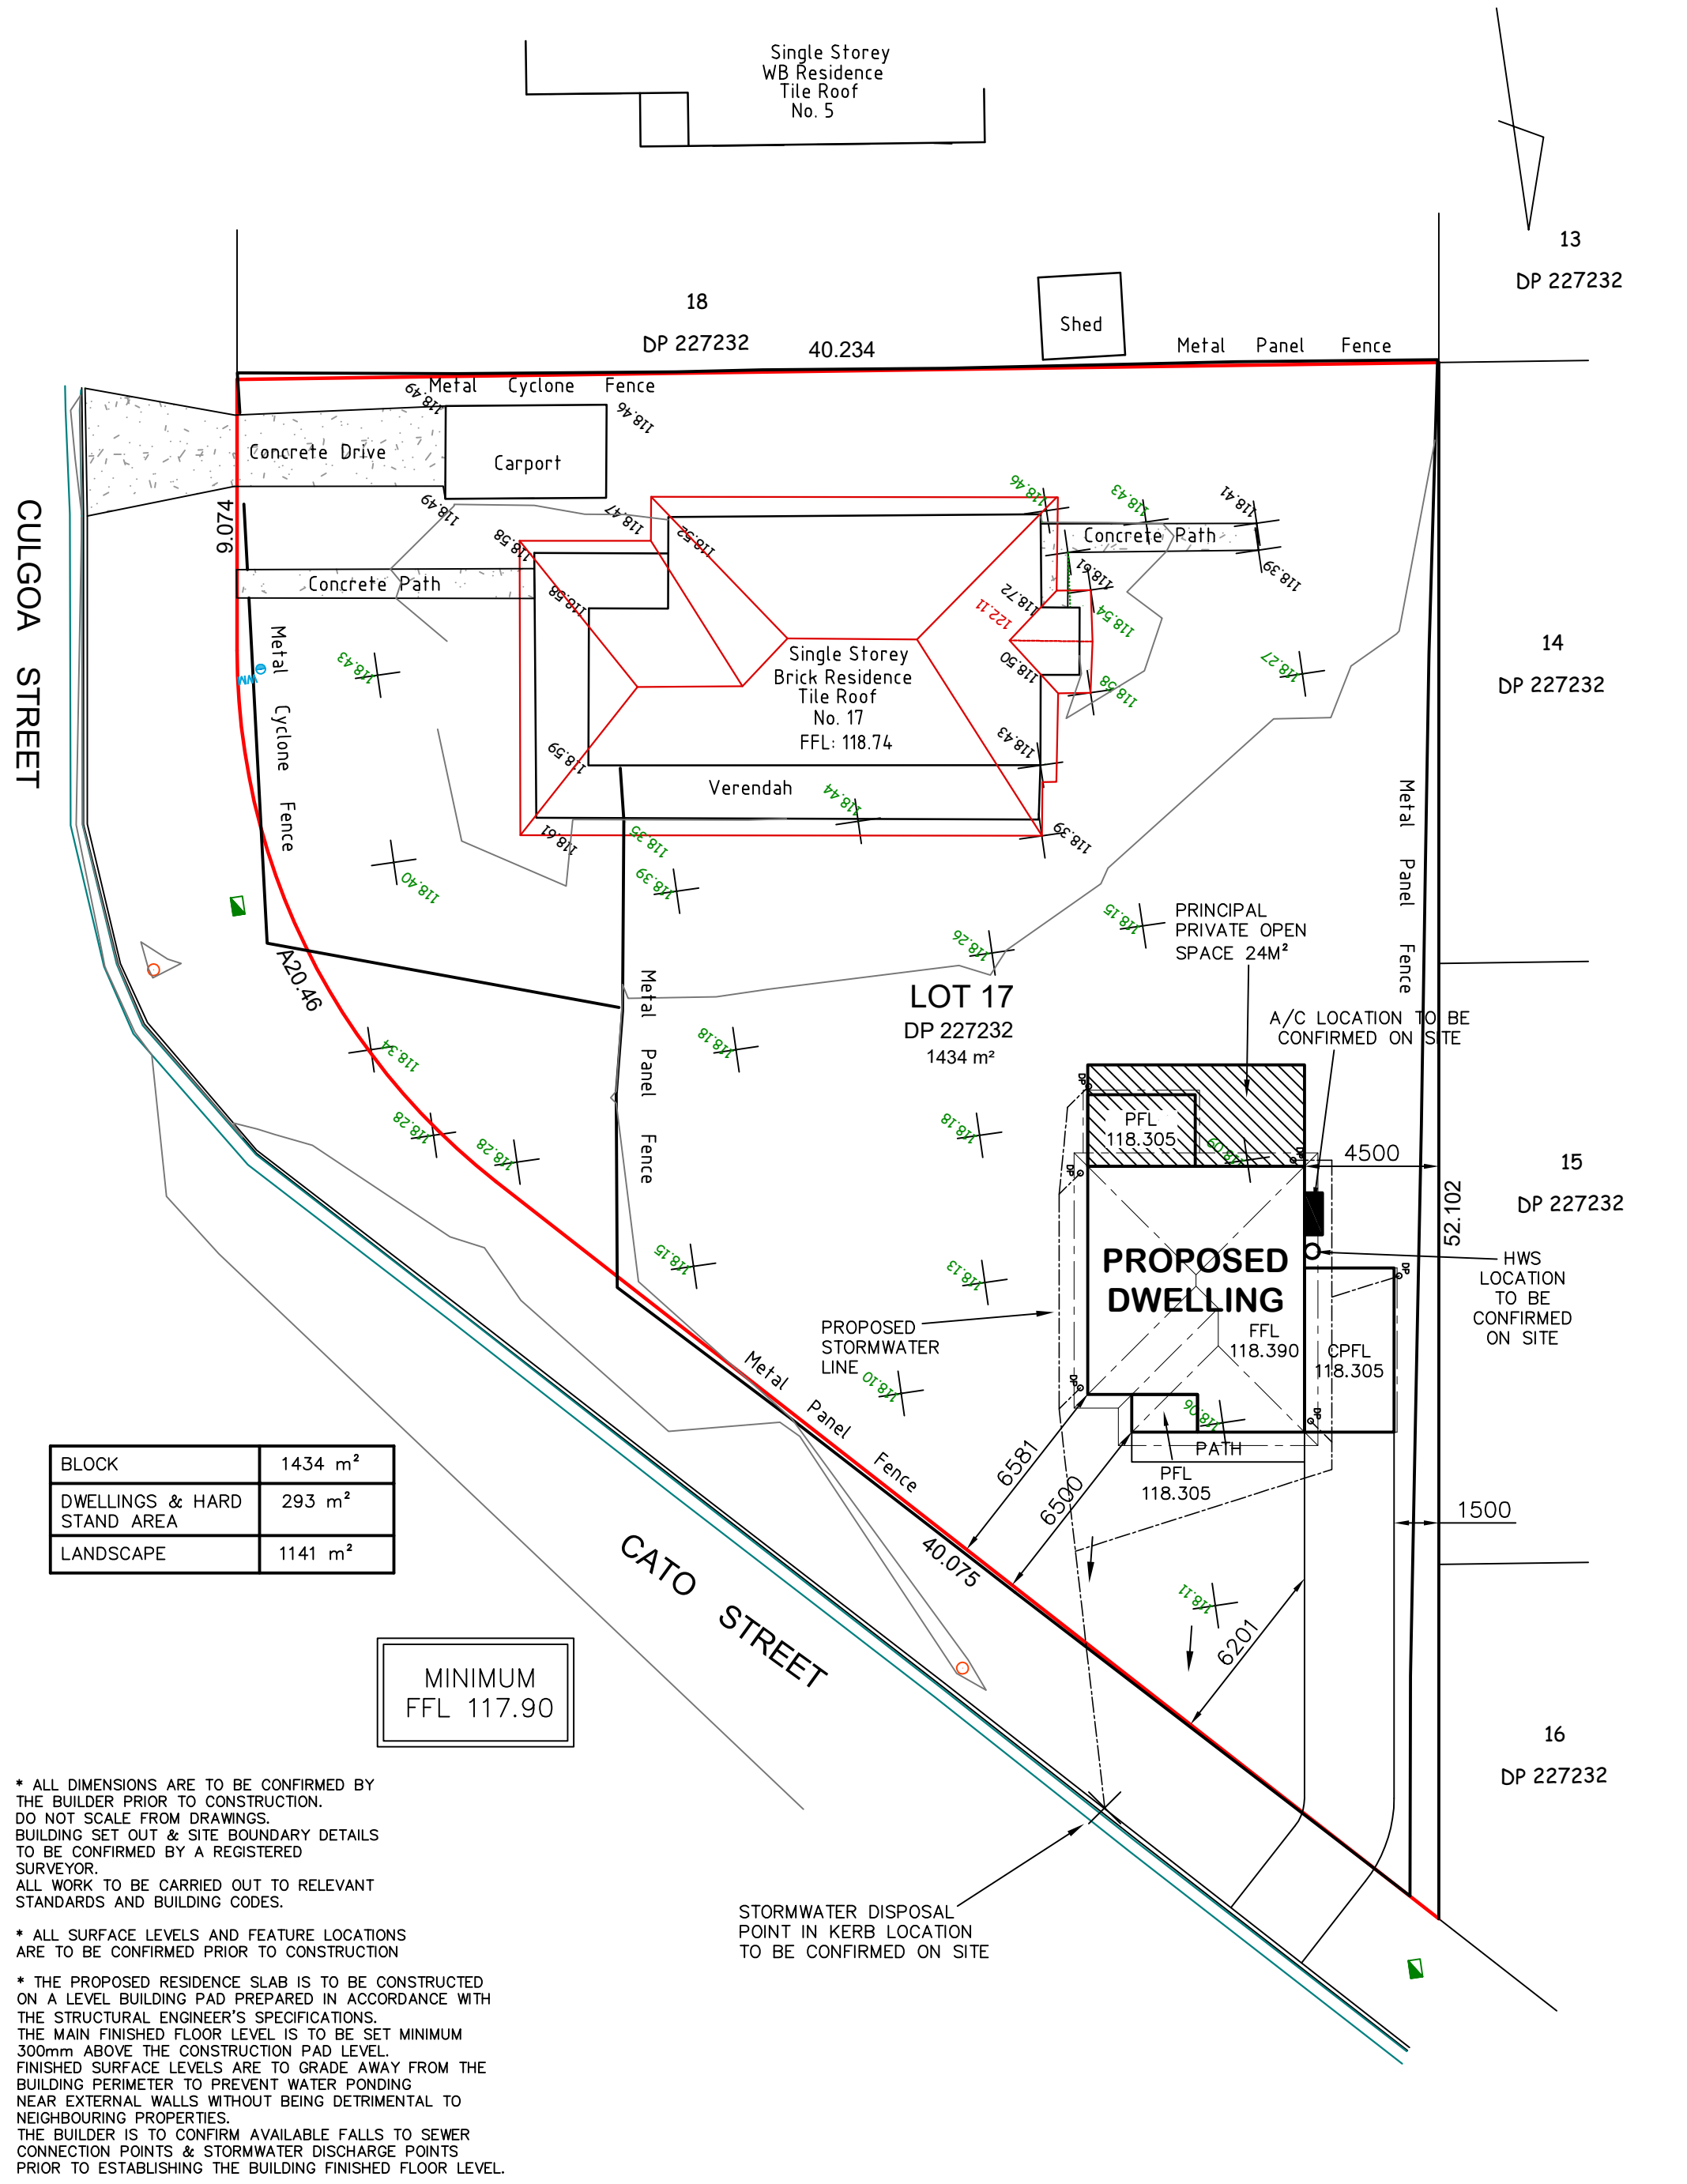 Single Storey
WB Residence
Tile Roof
No. 5
13
DP 227232
18
DP 227232
40.234
Shed
Metal Panel Fence
Metal Cyclone Fence
118.49
118.46
Concrete Drive
Carport
CULGOA STREET
9.074
118.49
118.47
118.52
118.58
118.46
118.43
118.41
Concrete Path
118.39
118.61
Concrete Path
118.58
118.72
122.11
118.54
Metal Cyclone Fence
118.43
WM
Single Storey
Brick Residence
Tile Roof
No. 17
FFL: 118.74
118.50
118.58
118.27
14
DP 227232
118.59
118.43
Verendah
118.44
118.61
118.35
118.39
118.39
118.40
Metal Panel Fence
118.15
PRINCIPAL
PRIVATE OPEN
SPACE 24M²
118.26
A20.46
Metal Panel Fence
LOT 17
DP 227232
1434 m²
A/C LOCATION TO BE
CONFIRMED ON SITE
118.34
118.18
118.28
118.28
118.18
DP
PFL
118.305
118.09
DP
DP
4500
15
DP 227232
52.102
118.15
118.13
PROPOSED
DWELLING
HWS
LOCATION
TO BE
CONFIRMED
ON SITE
DP
PROPOSED
STORMWATER
LINE
FFL
118.390
CPFL
118.305
118.10
DP
118.06
DP
Metal Panel Fence
PATH
PFL
118.305
6581
6500
1500
40.075
BLOCK 1434 m²
DWELLINGS & HARD
STAND AREA 293 m²
LANDSCAPE 1141 m²
CATO STREET
118.11
6201
MINIMUM
FFL 117.90
16
DP 227232
* ALL DIMENSIONS ARE TO BE CONFIRMED BY
THE BUILDER PRIOR TO CONSTRUCTION.
DO NOT SCALE FROM DRAWINGS.
BUILDING SET OUT & SITE BOUNDARY DETAILS
TO BE CONFIRMED BY A REGISTERED
SURVEYOR.
ALL WORK TO BE CARRIED OUT TO RELEVANT
STANDARDS AND BUILDING CODES.
* ALL SURFACE LEVELS AND FEATURE LOCATIONS
ARE TO BE CONFIRMED PRIOR TO CONSTRUCTION
* THE PROPOSED RESIDENCE SLAB IS TO BE CONSTRUCTED
ON A LEVEL BUILDING PAD PREPARED IN ACCORDANCE WITH
THE STRUCTURAL ENGINEER'S SPECIFICATIONS.
THE MAIN FINISHED FLOOR LEVEL IS TO BE SET MINIMUM
300mm ABOVE THE CONSTRUCTION PAD LEVEL.
FINISHED SURFACE LEVELS ARE TO GRADE AWAY FROM THE
BUILDING PERIMETER TO PREVENT WATER PONDING
NEAR EXTERNAL WALLS WITHOUT BEING DETRIMENTAL TO
NEIGHBOURING PROPERTIES.
THE BUILDER IS TO CONFIRM AVAILABLE FALLS TO SEWER
CONNECTION POINTS & STORMWATER DISCHARGE POINTS
PRIOR TO ESTABLISHING THE BUILDING FINISHED FLOOR LEVEL.
STORMWATER DISPOSAL
POINT IN KERB LOCATION
TO BE CONFIRMED ON SITE